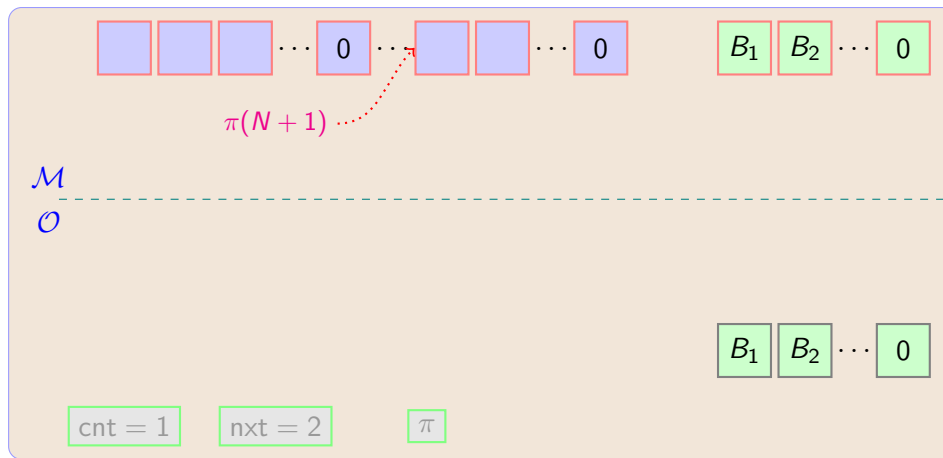 ⋯ 0 ⋯ ⋯ 0 B₁ B₂ ⋯ 0
π(N + 1)
ℳ
𝒪
B₁ B₂ ⋯ 0
cnt = 1 nxt = 2 π